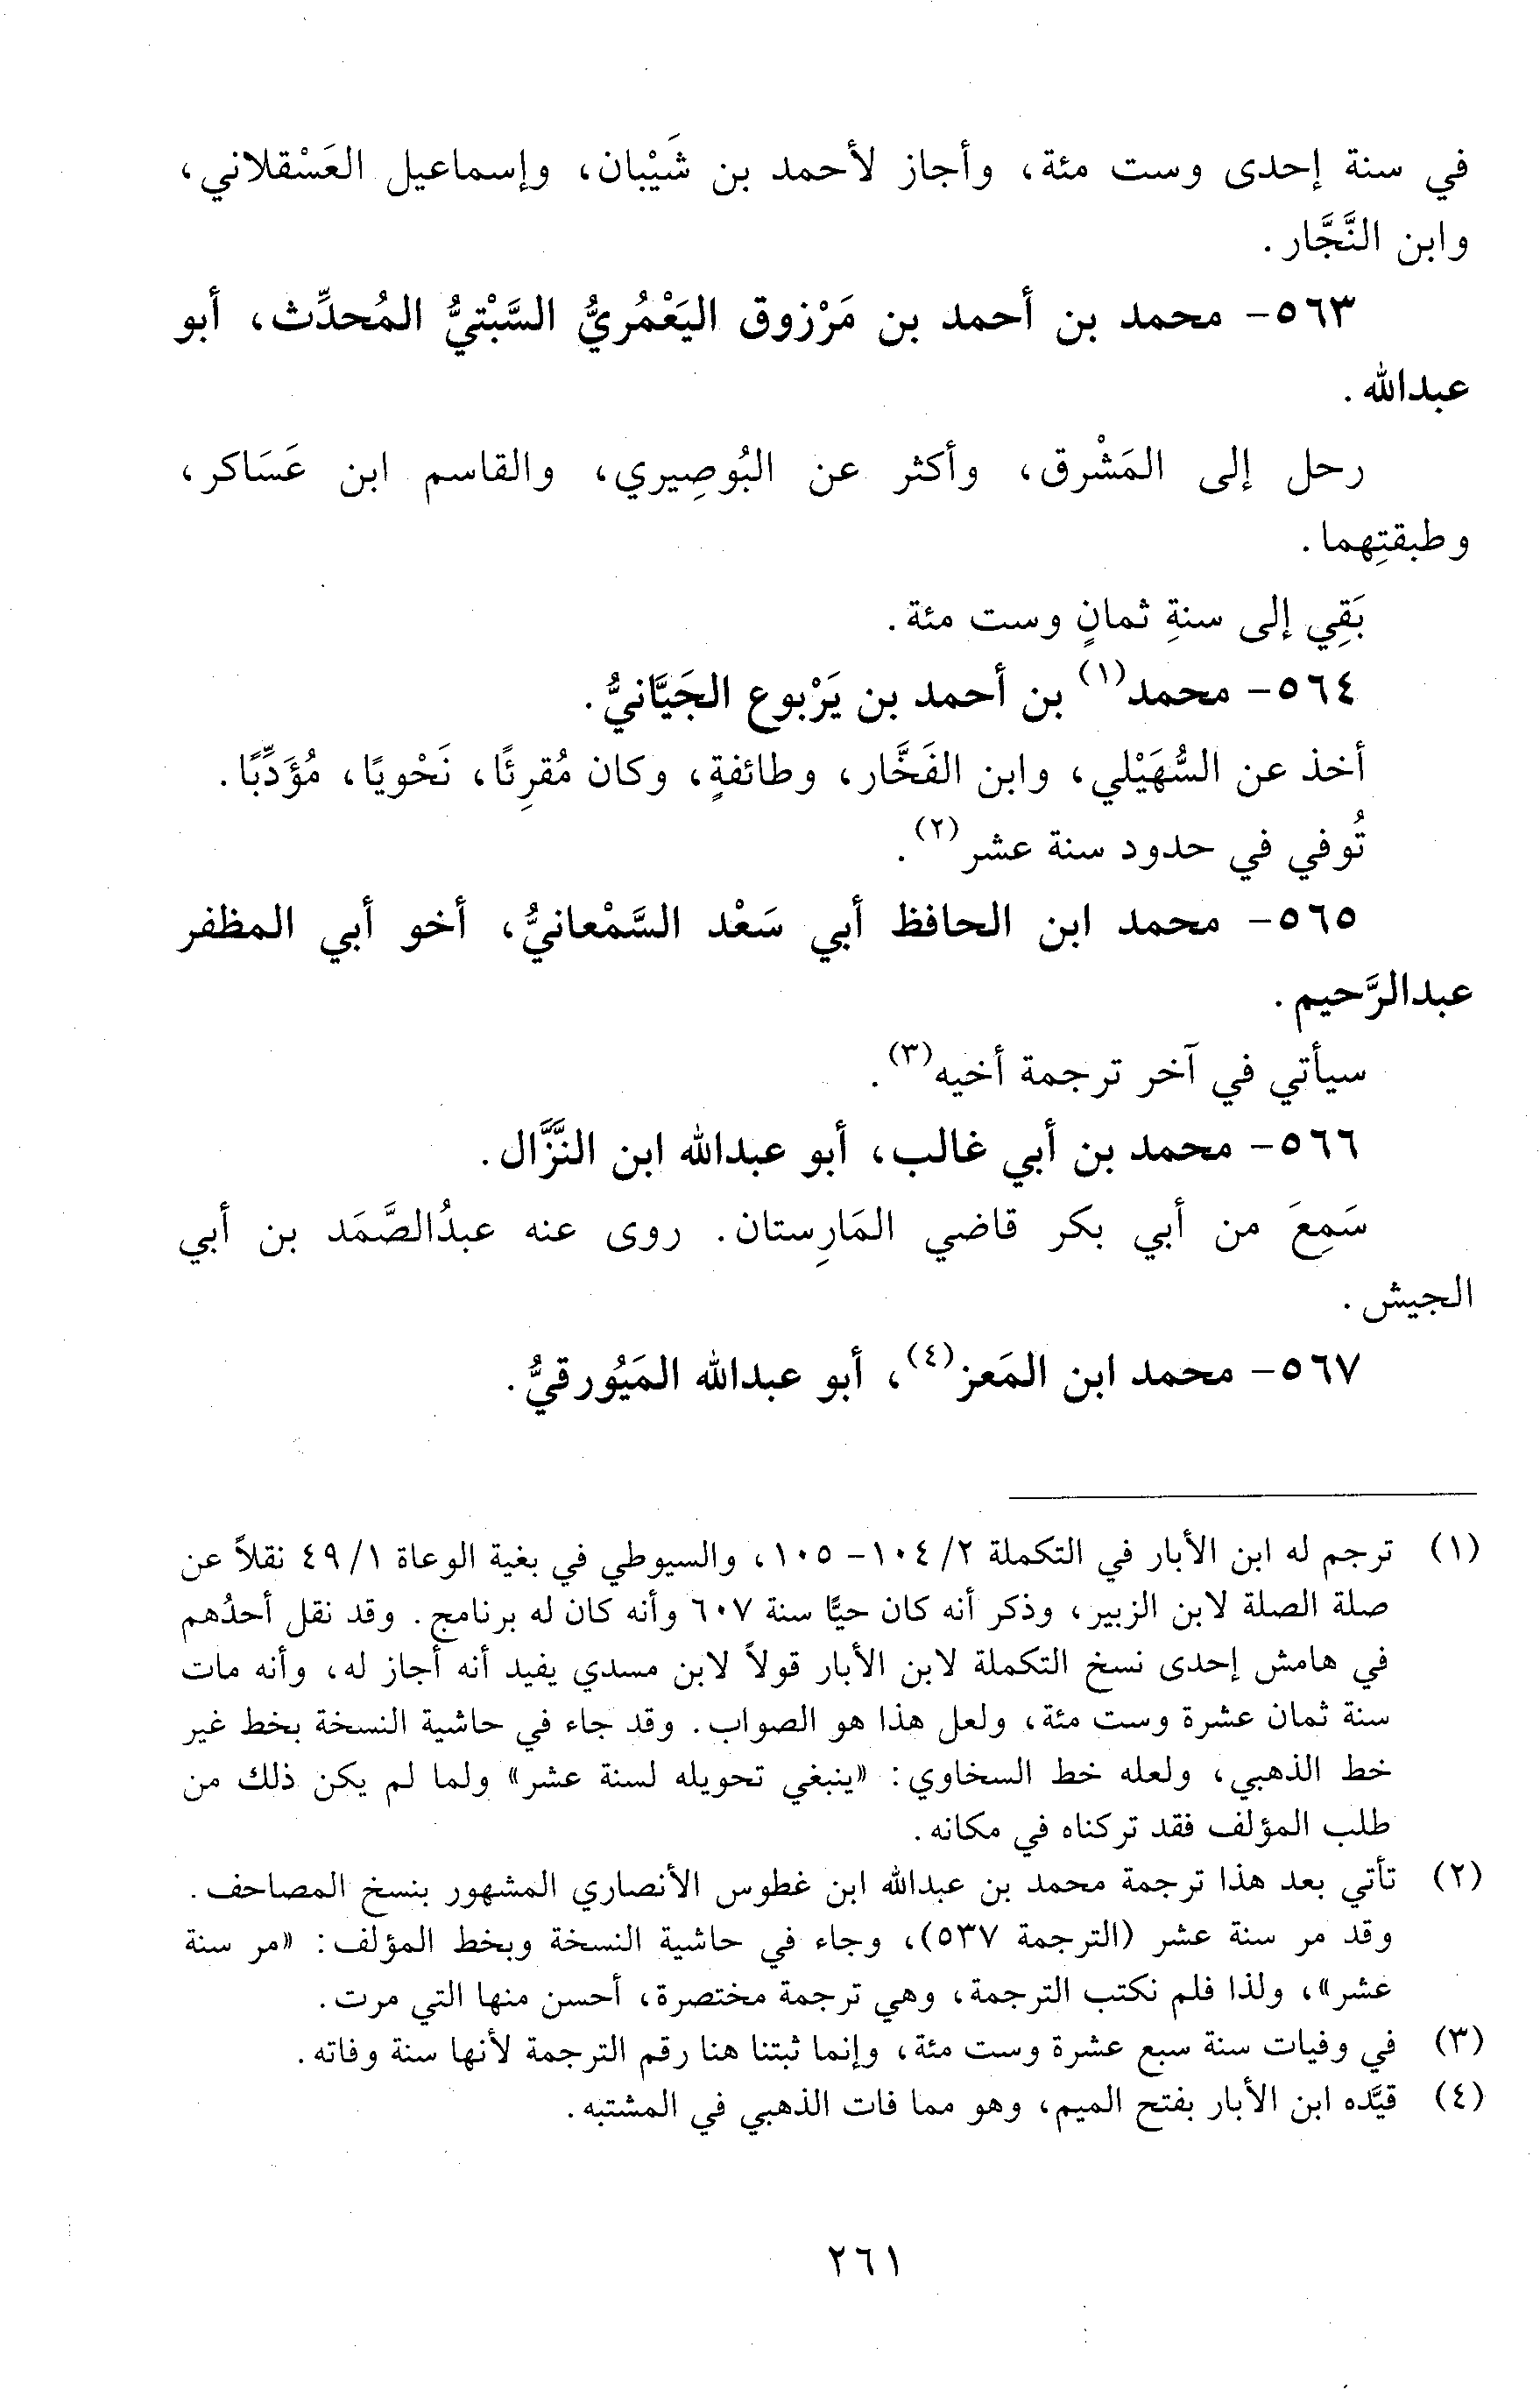 في سنة إحدى وست مئة، وأجاز لأحمد بن شَيْبان، وإسماعيل العَسْقلاني،
وابن النَّجَّار.
٥٦٣- محمد بن أحمد بن مَرْزوق اليَعْمُريُّ السَّبْتيُّ المُحدِّث، أبو
عبدالله.
رحل إلى المَشْرق، وأكثر عن البُوصِيري، والقاسم ابن عَسَاكر،
وطبقتِهما.
بَقِي إلى سنةِ ثمانٍ وست مئة.
٥٦٤- محمد(١) بن أحمد بن يَرْبوع الجَيَّانيُّ.
أخذ عن السُّهَيْلي، وابن الفَخَّار، وطائفةٍ، وكان مُقرِئًا، نَحْويًا، مُؤَدِّبًا.
تُوفي في حدود سنة عشر(٢).
٥٦٥- محمد ابن الحافظ أبي سَعْد السَّمْعانيُّ، أخو أبي المظفر
عبدالرَّحيم.
سيأتي في آخر ترجمة أخيه(٣).
٥٦٦- محمد بن أبي غالب، أبو عبدالله ابن النَّزَّال.
سَمِعَ من أبي بكر قاضي المَارِستان. روى عنه عبدُالصَّمَد بن أبي
الجيش.
٥٦٧- محمد ابن المَعز(٤)، أبو عبدالله المَيُورقيُّ.
(١) ترجم له ابن الأبار في التكملة ٢/ ١٠٤- ١٠٥، والسيوطي في بغية الوعاة ١/ ٤٩ نقلاً عن
صلة الصلة لابن الزبير، وذكر أنه كان حيًّا سنة ٦٠٧ وأنه كان له برنامج. وقد نقل أحدُهم
في هامش إحدى نسخ التكملة لابن الأبار قولاً لابن مسدي يفيد أنه أجاز له، وأنه مات
سنة ثمان عشرة وست مئة، ولعل هذا هو الصواب. وقد جاء في حاشية النسخة بخط غير
خط الذهبي، ولعله خط السخاوي: «ينبغي تحويله لسنة عشر» ولما لم يكن ذلك من
طلب المؤلف فقد تركناه في مكانه.
(٢) تأتي بعد هذا ترجمة محمد بن عبدالله ابن غطوس الأنصاري المشهور بنسخ المصاحف.
وقد مر سنة عشر (الترجمة ٥٣٧)، وجاء في حاشية النسخة وبخط المؤلف: «مر سنة
عشر»، ولذا فلم نكتب الترجمة، وهي ترجمة مختصرة، أحسن منها التي مرت.
(٣) في وفيات سنة سبع عشرة وست مئة، وإنما ثبتنا هنا رقم الترجمة لأنها سنة وفاته.
(٤) قيَّده ابن الأبار بفتح الميم، وهو مما فات الذهبي في المشتبه.
٢٦١